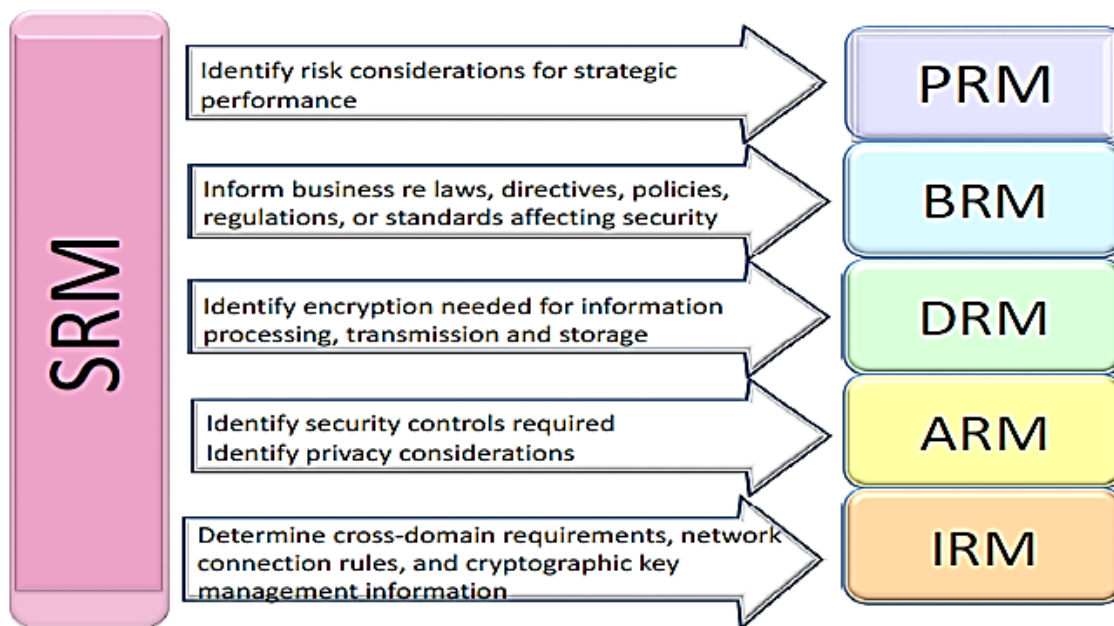 SRM
Identify risk considerations for strategic
performance
PRM
Inform business re laws, directives, policies,
regulations, or standards affecting security
BRM
Identify encryption needed for information
processing, transmission and storage
DRM
Identify security controls required
Identify privacy considerations
ARM
Determine cross-domain requirements, network
connection rules, and cryptographic key
management information
IRM